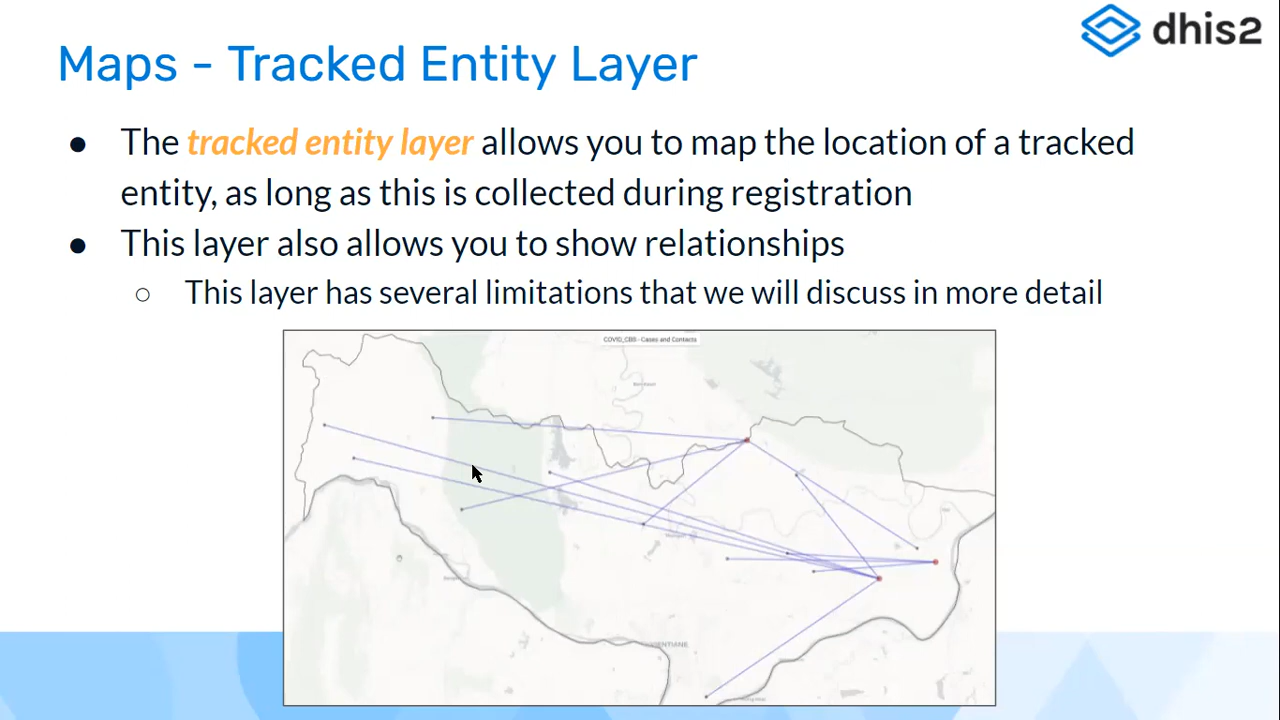 dhis2
Maps - Tracked Entity Layer
● The tracked entity layer allows you to map the location of a tracked
entity, as long as this is collected during registration
● This layer also allows you to show relationships
○ This layer has several limitations that we will discuss in more detail
COVID_CBS - Cases and Contacts